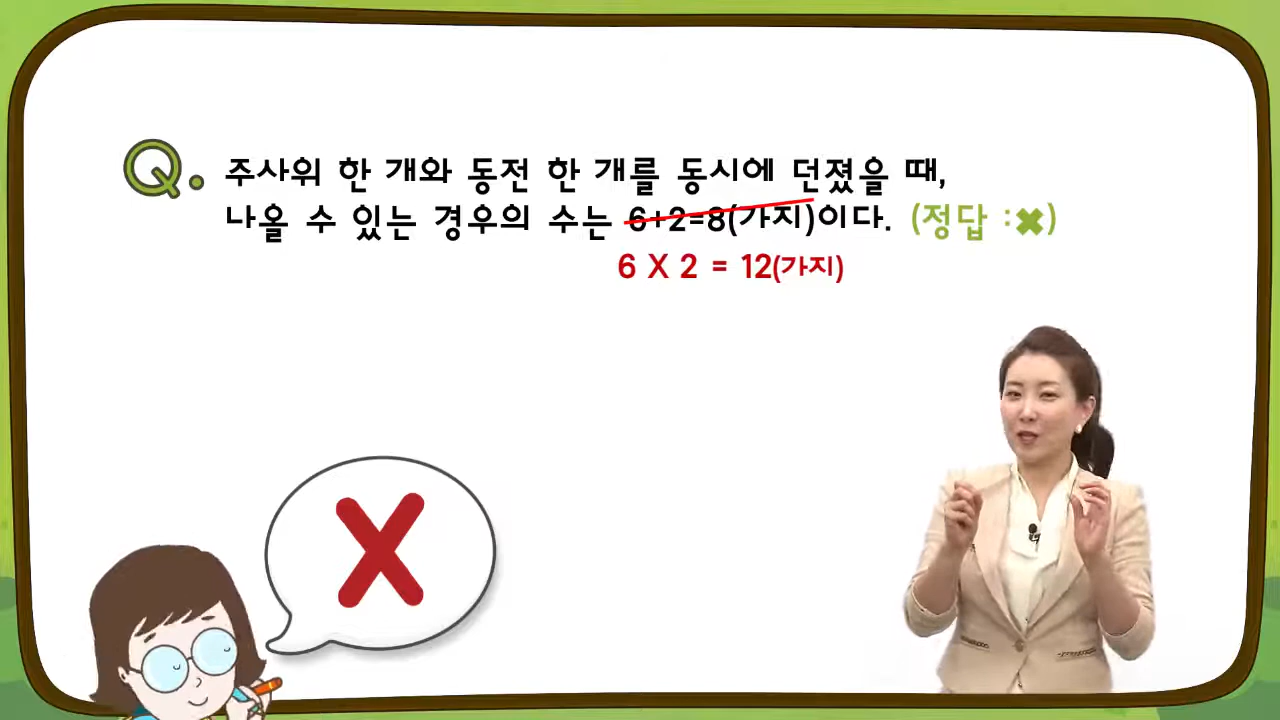 Q. 주사위 한 개와 동전 한 개를 동시에 던졌을 때,
나올 수 있는 경우의 수는 6+2=8(가지)이다. (정답 :✖)
6 X 2 = 12(가지)
X